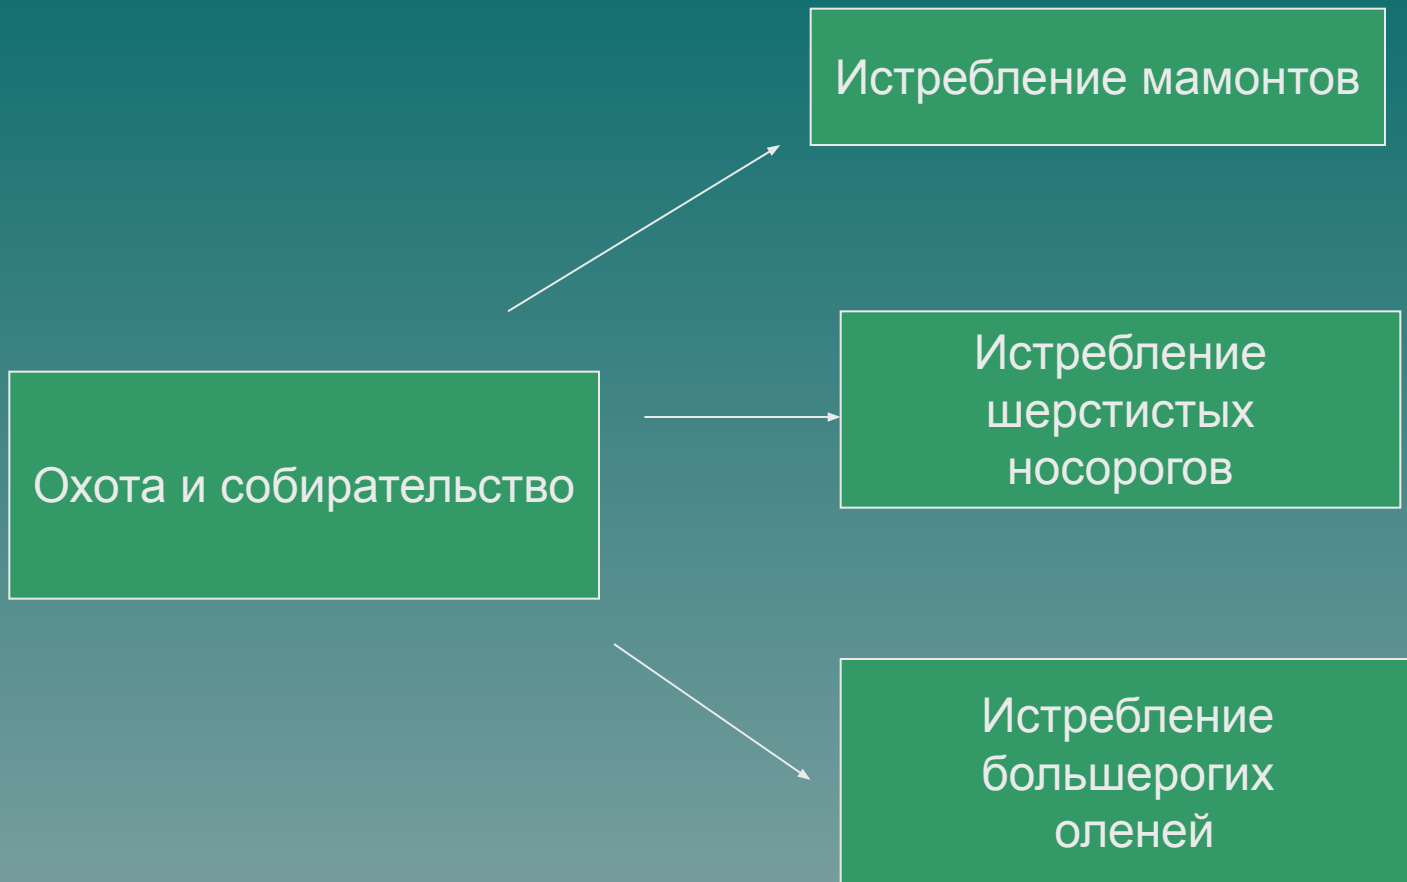 Истребление мамонтов
Охота и собирательство
Истребление
шерстистых
носорогов
Истребление
большерогих
оленей